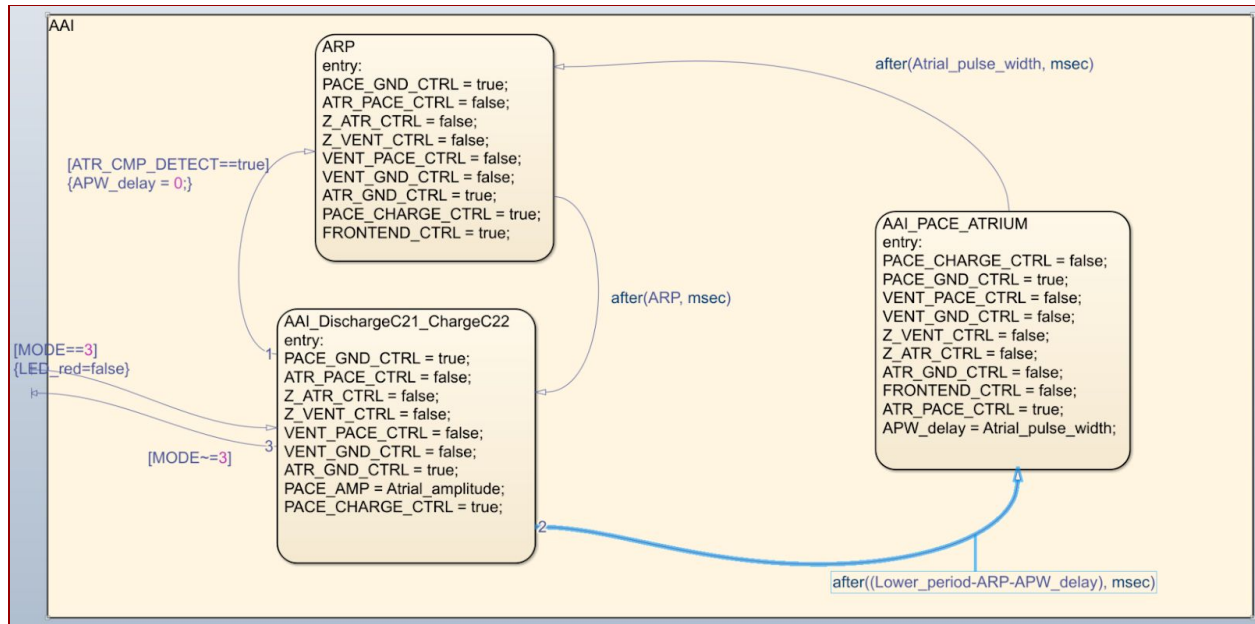 AAI
ARP
entry:
PACE_GND_CTRL = true;
ATR_PACE_CTRL = false;
Z_ATR_CTRL = false;
Z_VENT_CTRL = false;
VENT_PACE_CTRL = false;
VENT_GND_CTRL = false;
ATR_GND_CTRL = true;
PACE_CHARGE_CTRL = true;
FRONTEND_CTRL = true;
after(Atrial_pulse_width, msec)
[ATR_CMP_DETECT==true]
{APW_delay = 0;}
after(ARP, msec)
AAI_PACE_ATRIUM
entry:
PACE_CHARGE_CTRL = false;
PACE_GND_CTRL = true;
VENT_PACE_CTRL = false;
VENT_GND_CTRL = false;
Z_VENT_CTRL = false;
Z_ATR_CTRL = false;
ATR_GND_CTRL = false;
FRONTEND_CTRL = false;
ATR_PACE_CTRL = true;
APW_delay = Atrial_pulse_width;
AAI_DischargeC21_ChargeC22
entry:
PACE_GND_CTRL = true;
ATR_PACE_CTRL = false;
Z_ATR_CTRL = false;
Z_VENT_CTRL = false;
VENT_PACE_CTRL = false;
VENT_GND_CTRL = false;
ATR_GND_CTRL = true;
PACE_AMP = Atrial_amplitude;
PACE_CHARGE_CTRL = true;
1
[MODE==3]
{LED_red=false}
3
[MODE~=3]
2
after((Lower_period-ARP-APW_delay), msec)